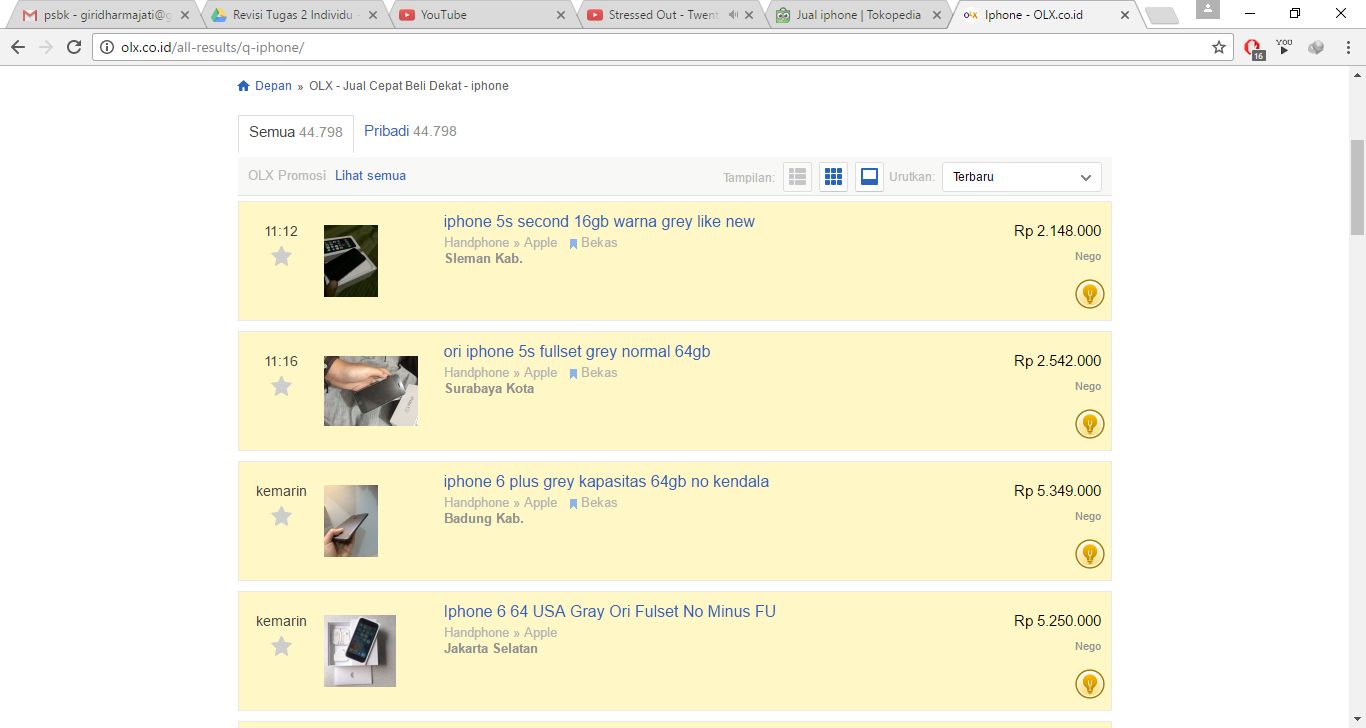 psbk - giridharmajati@g
Revisi Tugas 2 Individu
YouTube
Stressed Out - Twent
Jual iphone | Tokopedia
OLX Iphone - OLX.co.id
olx.co.id/all-results/q-iphone/
16
YOU
Depan » OLX - Jual Cepat Beli Dekat - iphone
Semua 44.798 Pribadi 44.798
OLX Promosi Lihat semua Tampilan: Urutkan: Terbaru
11:12 iphone 5s second 16gb warna grey like new Rp 2.148.000
Handphone » Apple Bekas Nego
Sleman Kab.
11:16 ori iphone 5s fullset grey normal 64gb Rp 2.542.000
Handphone » Apple Bekas Nego
Surabaya Kota
kemarin iphone 6 plus grey kapasitas 64gb no kendala Rp 5.349.000
Handphone » Apple Bekas Nego
Badung Kab.
kemarin Iphone 6 64 USA Gray Ori Fulset No Minus FU Rp 5.250.000
Handphone » Apple Nego
Jakarta Selatan